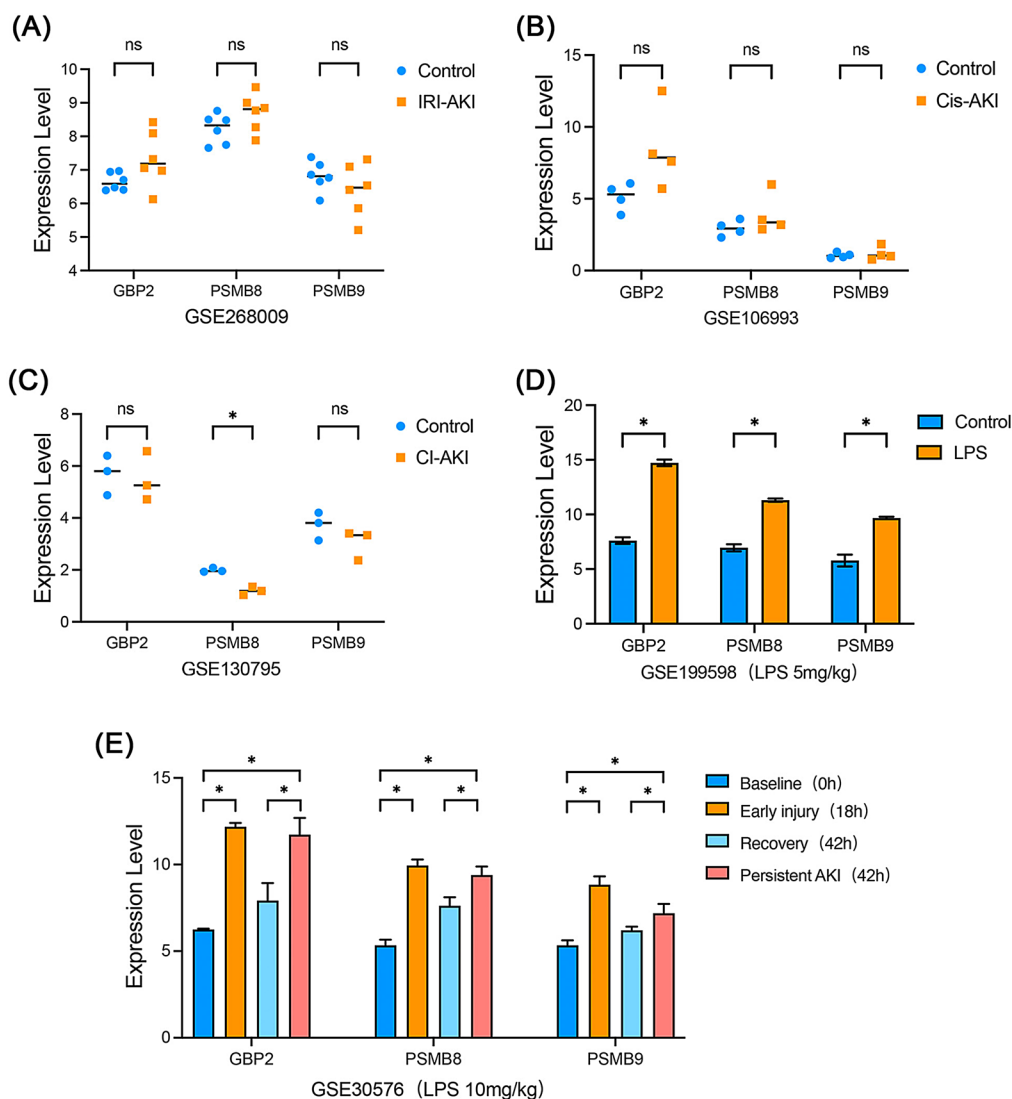 (A)
ns
ns
ns
Expression Level
10
9
8
7
6
5
4
Control
IRI-AKI
GBP2
PSMB8
PSMB9
GSE268009
(B)
ns
ns
ns
Expression Level
15
10
5
0
Control
Cis-AKI
GBP2
PSMB8
PSMB9
GSE106993
(C)
ns
*
ns
Expression Level
8
6
4
2
0
Control
CI-AKI
GBP2
PSMB8
PSMB9
GSE130795
(D)
*
*
*
Expression Level
20
15
10
5
0
Control
LPS
GBP2
PSMB8
PSMB9
GSE199598（LPS 5mg/kg）
(E)
*
*
*
*
*
*
*
*
*
Expression Level
15
10
5
0
Baseline（0h）
Early injury（18h）
Recovery（42h）
Persistent AKI（42h）
GBP2
PSMB8
PSMB9
GSE30576（LPS 10mg/kg）